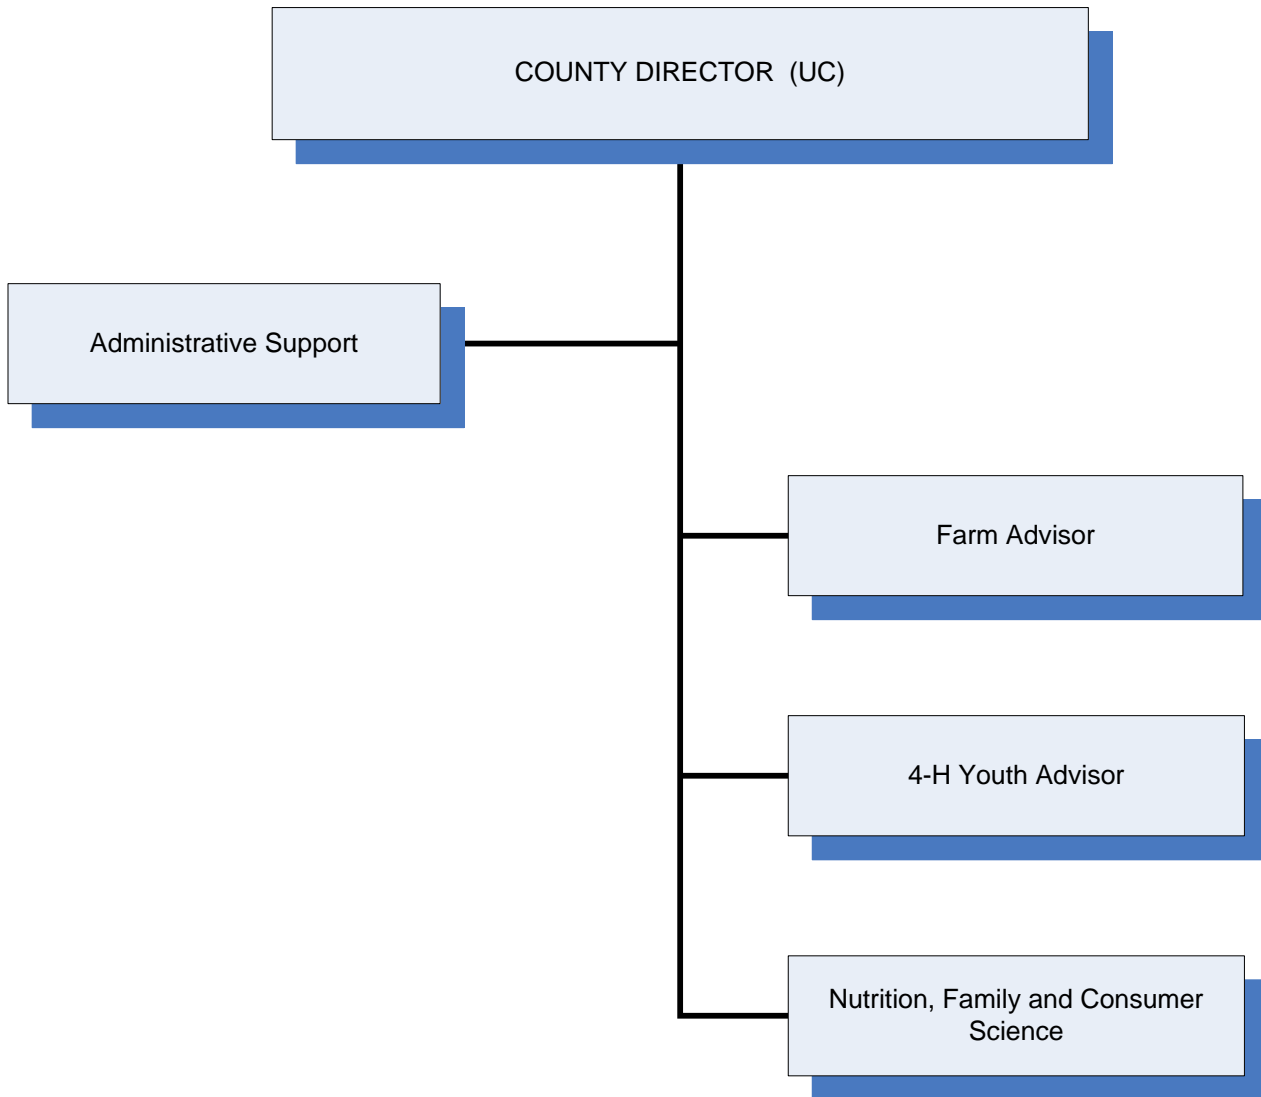 COUNTY DIRECTOR  (UC)
Administrative Support
Farm Advisor
4-H Youth Advisor
Nutrition, Family and Consumer
Science